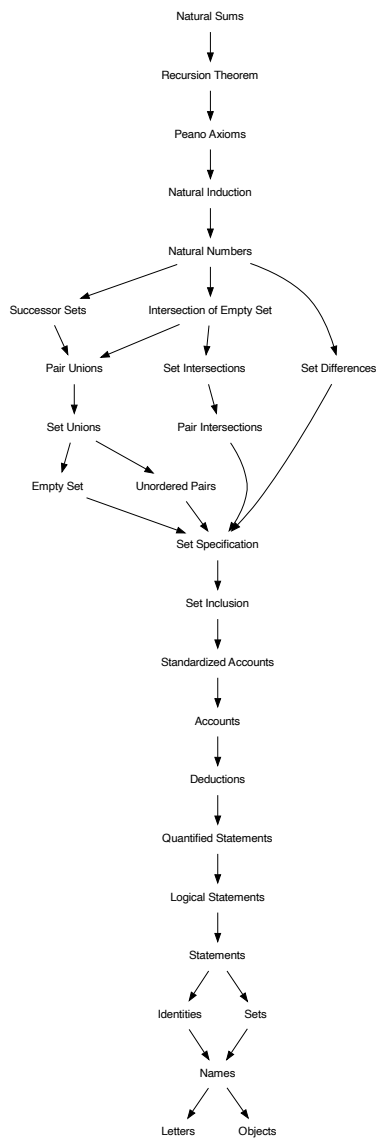 Natural Sums
Recursion Theorem
Peano Axioms
Natural Induction
Natural Numbers
Successor Sets
Intersection of Empty Set
Pair Unions
Set Intersections
Set Differences
Set Unions
Pair Intersections
Empty Set
Unordered Pairs
Set Specification
Set Inclusion
Standardized Accounts
Accounts
Deductions
Quantified Statements
Logical Statements
Statements
Identities
Sets
Names
Letters
Objects